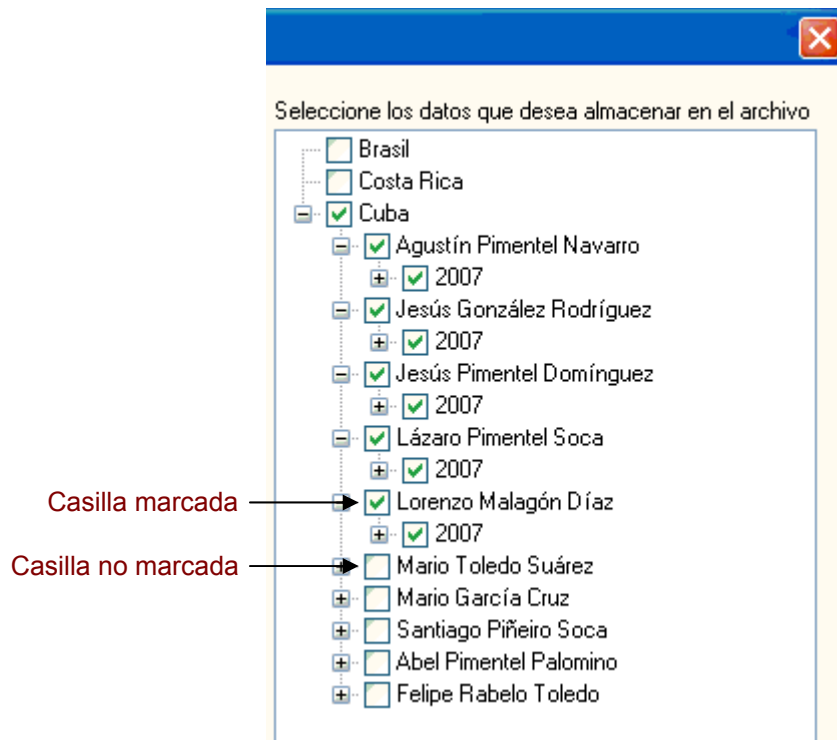 Seleccione los datos que desea almacenar en el archivo
Brasil
Costa Rica
Cuba
Agustín Pimentel Navarro
2007
Jesús González Rodríguez
2007
Jesús Pimentel Domínguez
2007
Lázaro Pimentel Soca
2007
Casilla marcada Lorenzo Malagón Díaz
2007
Casilla no marcada Mario Toledo Suárez
Mario García Cruz
Santiago Piñeiro Soca
Abel Pimentel Palomino
Felipe Rabelo Toledo